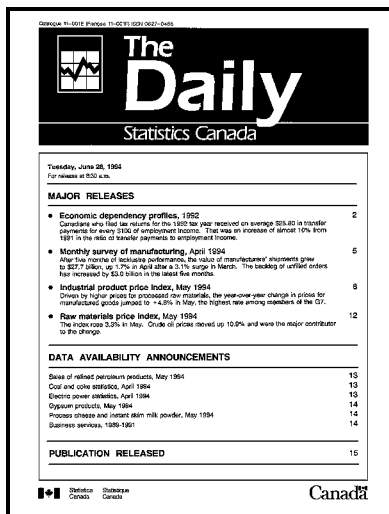 Catalogue 11-001E (Français 11-001F) ISSN 0827-0465
The
Daily
Statistics Canada
Tuesday, June 28, 1994
For release at 8:30 a.m.
MAJOR RELEASES
● Economic dependency profiles, 1992 2
Canadians who filed tax returns for the 1992 tax year received on average $25.80 in transfer
payments for every $100 of employment income. That was an increase of almost 10% from
1991 in the ratio of transfer payments to employment income.
● Monthly survey of manufacturing, April 1994 5
After five months of lacklustre performance, the value of manufacturers' shipments grew
to $27.7 billion, up 1.7% in April after a 3.1% surge in March. The backlog of unfilled orders
has increased by $3.0 billion in the latest five months.
● Industrial product price index, May 1994 8
Driven by higher prices for processed raw materials, the year-over-year change in prices for
manufactured goods jumped to +4.8% in May, the highest rate among members of the G7.
● Raw materials price index, May 1994 12
The index rose 3.3% in May. Crude oil prices moved up 10.9% and were the major contributor
to the change.
DATA AVAILABILITY ANNOUNCEMENTS
Sales of refined petroleum products, May 1994 13
Coal and coke statistics, April 1994 13
Electric power statistics, April 1994 13
Gypsum products, May 1994 14
Process cheese and instant skim milk powder, May 1994 14
Business services, 1989-1991 14
PUBLICATION RELEASED 15
Statistics Statistique
Canada Canada
Canada